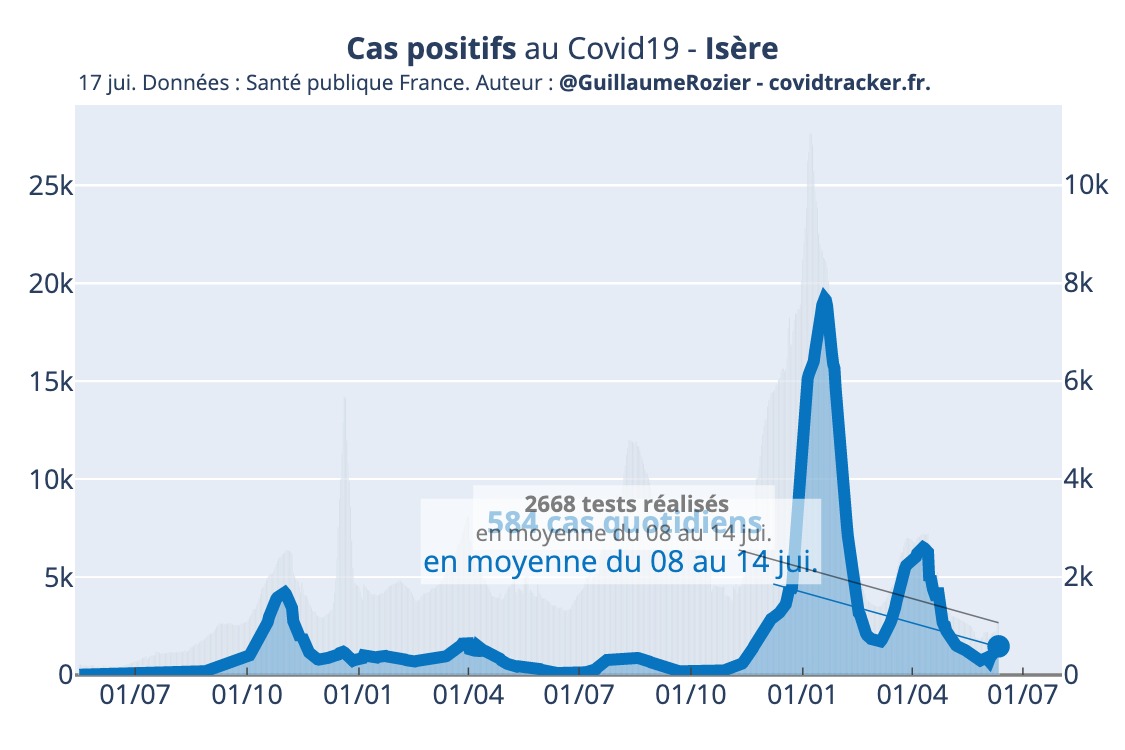 Cas positifs au Covid19 - Isère
17 jui. Données : Santé publique France. Auteur : @GuillaumeRozier - covidtracker.fr.
25k
20k
15k
10k
5k
0
10k
8k
6k
4k
2k
0
2668 tests réalisés
en moyenne du 08 au 14 jui.
584 cas quotidiens
en moyenne du 08 au 14 jui.
01/07 01/10 01/01 01/04 01/07 01/10 01/01 01/04 01/07